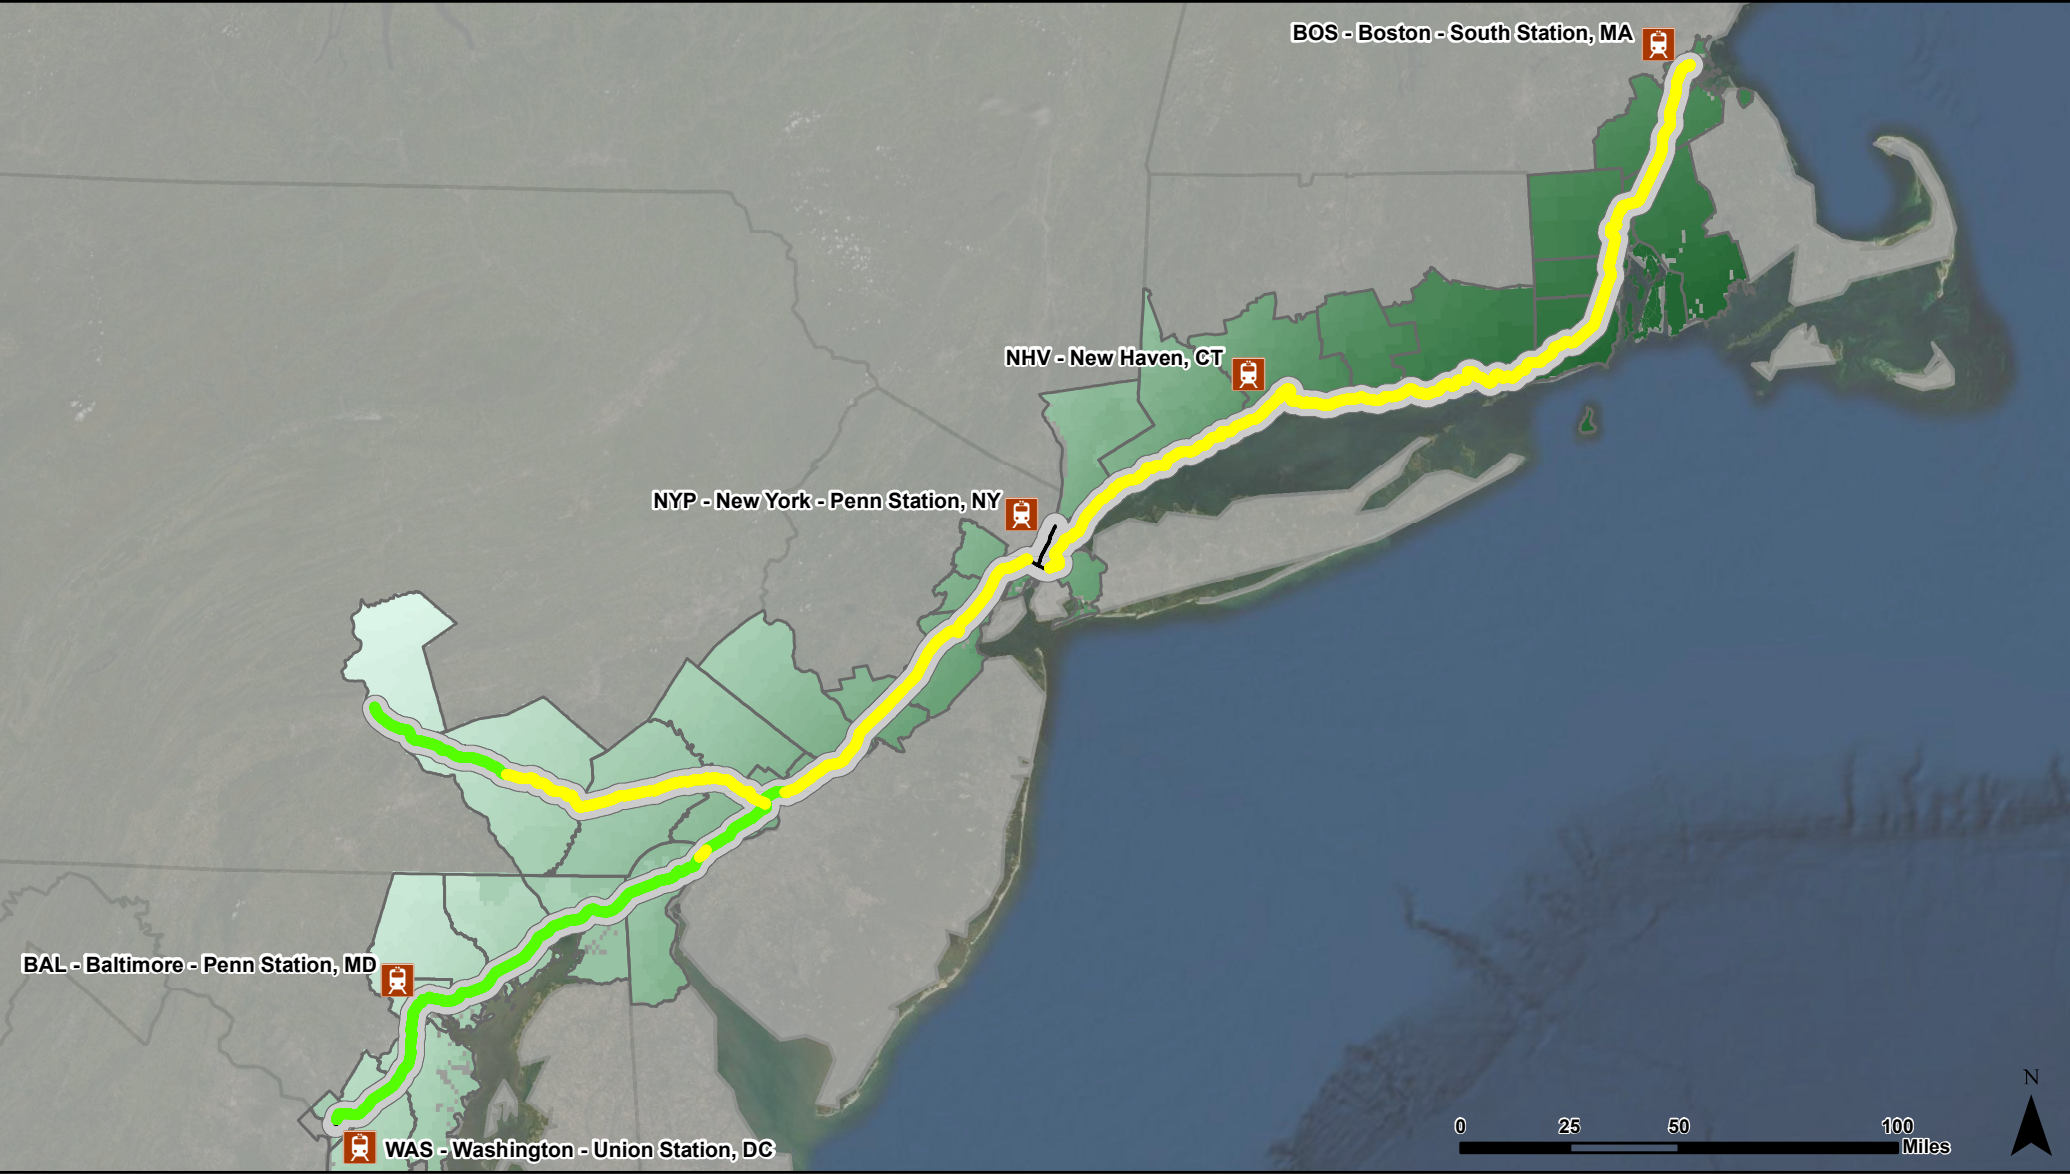 BOS - Boston - South Station, MA
NHV - New Haven, CT
NYP - New York - Penn Station, NY
BAL - Baltimore - Penn Station, MD
WAS - Washington - Union Station, DC
0 25 50 100
Miles
N